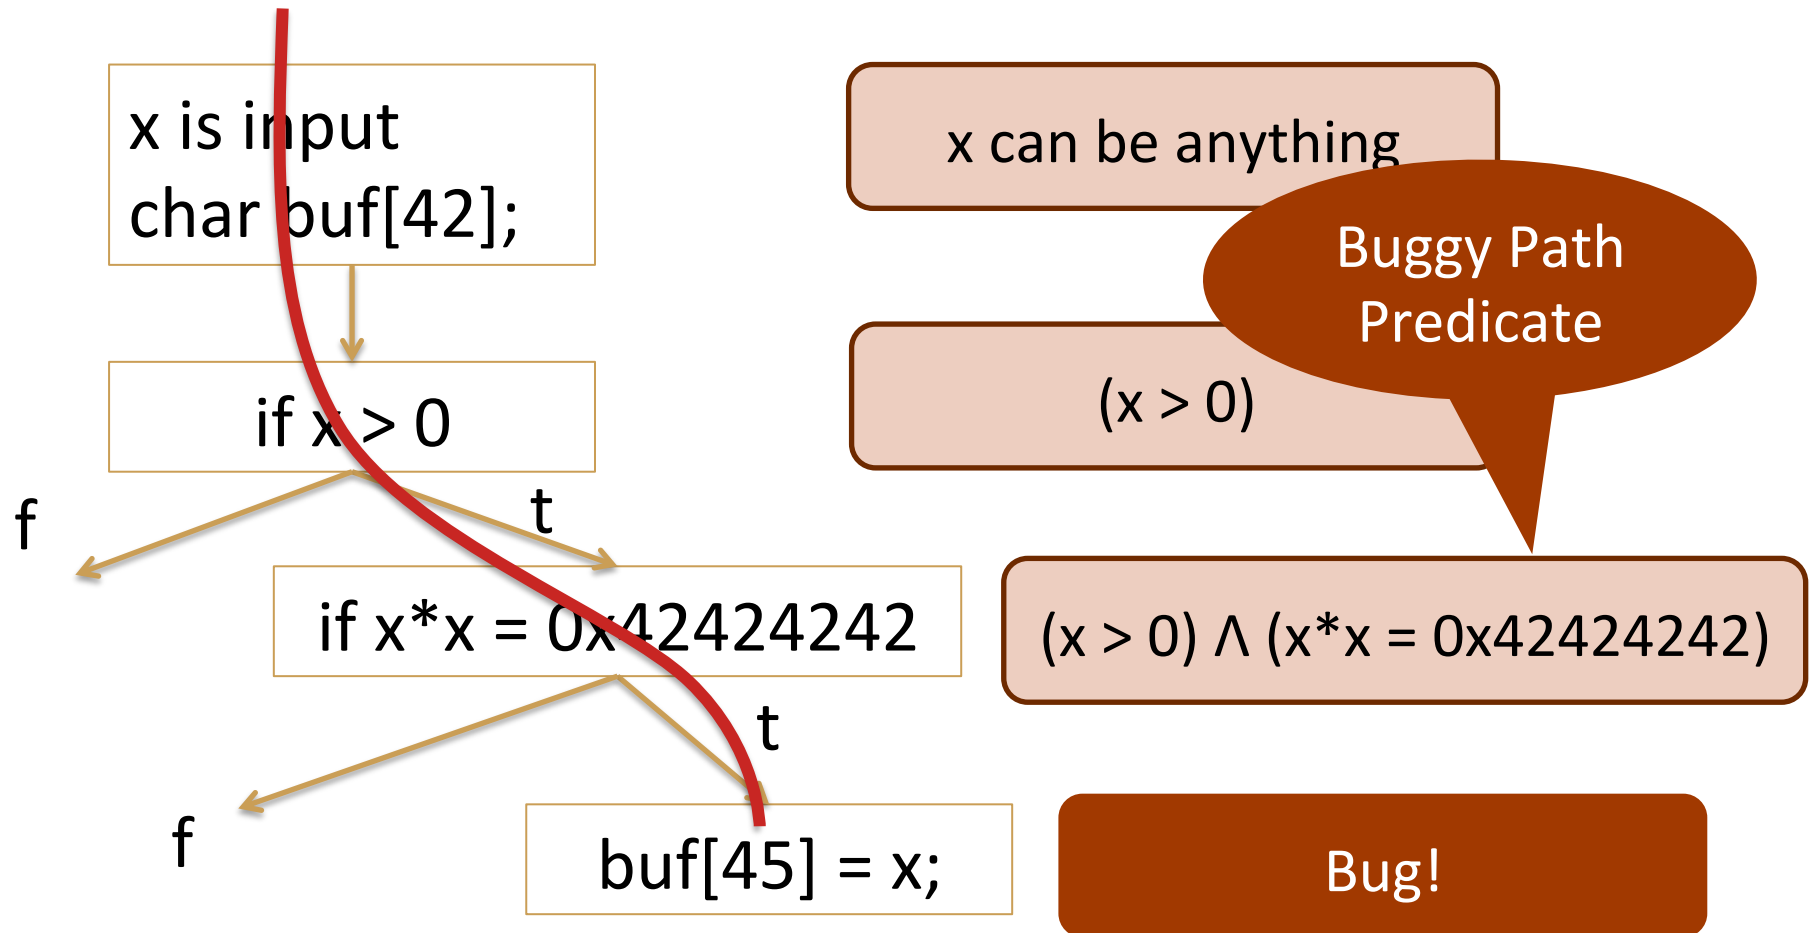 x is input
char buf[42];
x can be anything
Buggy Path
Predicate
if x > 0
(x > 0)
f
t
if x*x = 0x42424242
(x > 0) Λ (x*x = 0x42424242)
f
t
buf[45] = x;
Bug!